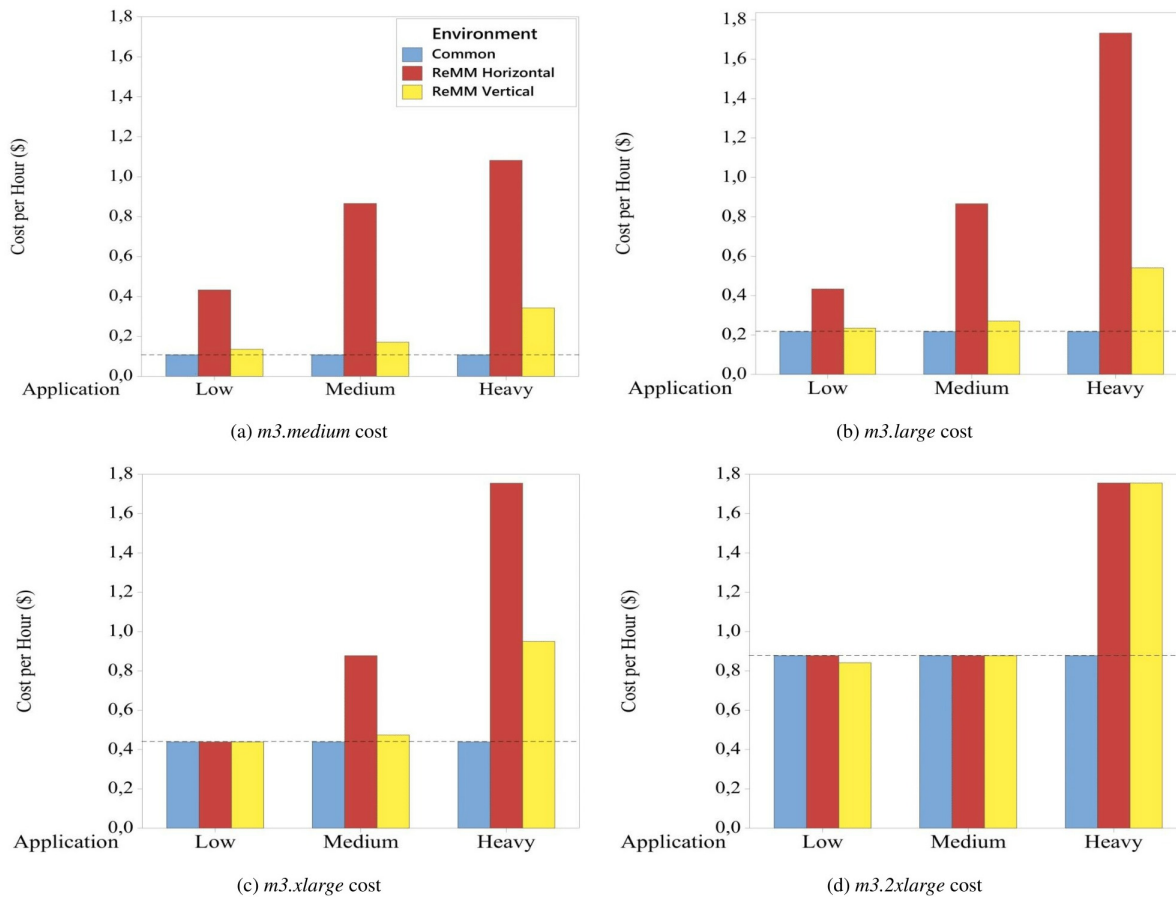 Cost per Hour ($)
1,8
1,6
1,4
1,2
1,0
0,8
0,6
0,4
0,2
0,0
Environment
Common
ReMM Horizontal
ReMM Vertical
Application Low Medium Heavy
(a) m3.medium cost
Cost per Hour ($)
1,8
1,6
1,4
1,2
1,0
0,8
0,6
0,4
0,2
0,0
Application Low Medium Heavy
(b) m3.large cost
Cost per Hour ($)
1,8
1,6
1,4
1,2
1,0
0,8
0,6
0,4
0,2
0,0
Application Low Medium Heavy
(c) m3.xlarge cost
Cost per Hour ($)
1,8
1,6
1,4
1,2
1,0
0,8
0,6
0,4
0,2
0,0
Application Low Medium Heavy
(d) m3.2xlarge cost